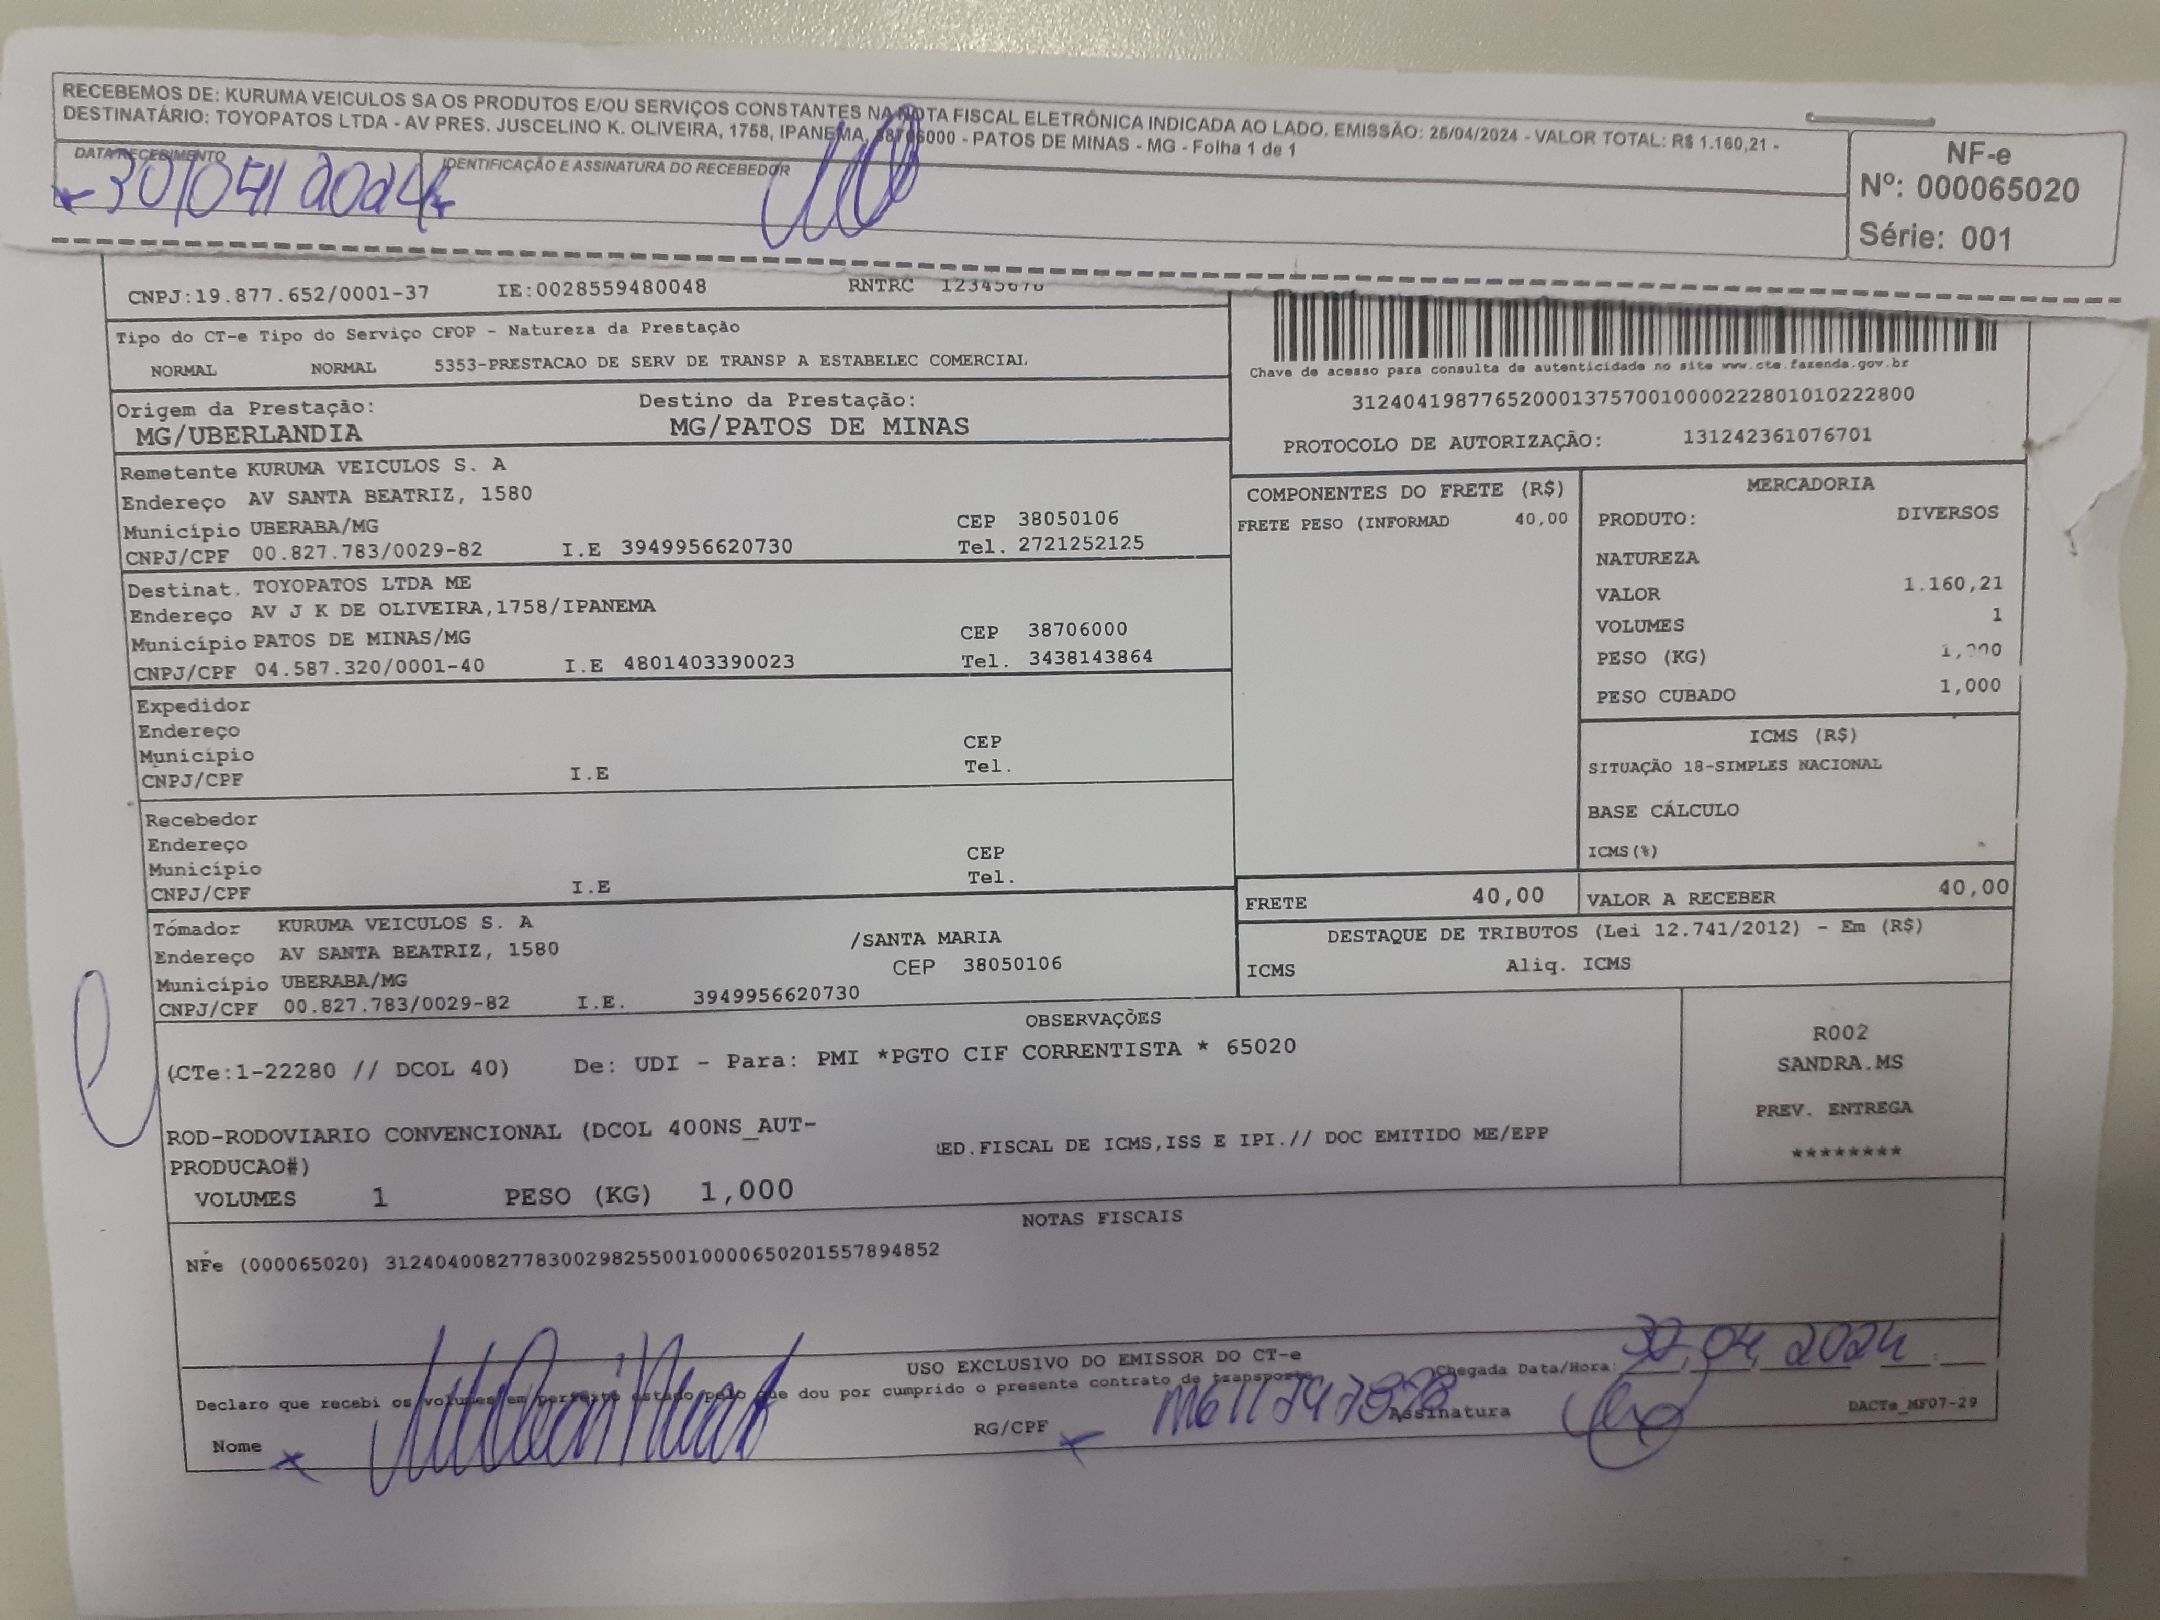 RECEBEMOS DE: KURUMA VEICULOS SA OS PRODUTOS E/OU SERVIÇOS CONSTANTES NA NOTA FISCAL ELETRÔNICA INDICADA AO LADO. EMISSÃO: 25/04/2024 - VALOR TOTAL: R$ 1.160,21 -
DESTINATÁRIO: TOYOPATOS LTDA - AV PRES. JUSCELINO K. OLIVEIRA, 1758, IPANEMA, 38706000 - PATOS DE MINAS - MG - Folha 1 de 1
DATA RECEBIMENTO IDENTIFICAÇÃO E ASSINATURA DO RECEBEDOR
30/04/2024
NF-e
Nº: 000065020
Série: 001
CNPJ:19.877.652/0001-37 IE:0028559480048 RNTRC 12345678
Tipo do CT-e Tipo do Serviço CFOP - Natureza da Prestação
NORMAL NORMAL 5353-PRESTACAO DE SERV DE TRANSP A ESTABELEC COMERCIAL
Chave de acesso para consulta de autenticidade no site www.cte.fazenda.gov.br
31240419877652000137570010000222801010222800
PROTOCOLO DE AUTORIZAÇÃO: 131242361076701
Origem da Prestação: Destino da Prestação:
MG/UBERLANDIA MG/PATOS DE MINAS
Remetente KURUMA VEICULOS S. A
Endereço AV SANTA BEATRIZ, 1580
Município UBERABA/MG CEP 38050106
CNPJ/CPF 00.827.783/0029-82 I.E 3949956620730 Tel. 2721252125
Destinat. TOYOPATOS LTDA ME
Endereço AV J K DE OLIVEIRA,1758/IPANEMA
Município PATOS DE MINAS/MG CEP 38706000
CNPJ/CPF 04.587.320/0001-40 I.E 4801403390023 Tel. 3438143864
Expedidor
Endereço
Município CEP
CNPJ/CPF I.E Tel.
Recebedor
Endereço
Município CEP
CNPJ/CPF I.E Tel.
Tomador KURUMA VEICULOS S. A
Endereço AV SANTA BEATRIZ, 1580 /SANTA MARIA
Município UBERABA/MG CEP 38050106
CNPJ/CPF 00.827.783/0029-82 I.E. 3949956620730
COMPONENTES DO FRETE (R$)
FRETE PESO (INFORMAD 40,00
MERCADORIA
PRODUTO: DIVERSOS
NATUREZA
VALOR 1.160,21
VOLUMES 1
PESO (KG)
PESO CUBADO 1,000
ICMS (R$)
SITUAÇÃO 18-SIMPLES NACIONAL
BASE CÁLCULO
ICMS(%)
FRETE 40,00 VALOR A RECEBER 40,00
DESTAQUE DE TRIBUTOS (Lei 12.741/2012) - Em (R$)
ICMS Aliq. ICMS
OBSERVAÇÕES
(CTe:1-22280 // DCOL 40) De: UDI - Para: PMI *PGTO CIF CORRENTISTA * 65020
ROD-RODOVIARIO CONVENCIONAL (DCOL 400NS_AUT-
PRODUCAO#)
ED.FISCAL DE ICMS,ISS E IPI.// DOC EMITIDO ME/EPP
VOLUMES 1 PESO (KG) 1,000
R002
SANDRA.MS
PREV. ENTREGA
********
NOTAS FISCAIS
NFe (000065020) 31240400827783002982550010000650201557894852
USO EXCLUSIVO DO EMISSOR DO CT-e
Chegada Data/Hora: 30,04,2024 :
Declaro que recebi os volumes em perfeito estado pelo que dou por cumprido o presente contrato de transporte
Nome RG/CPF Assinatura
DACTe_MF07-29